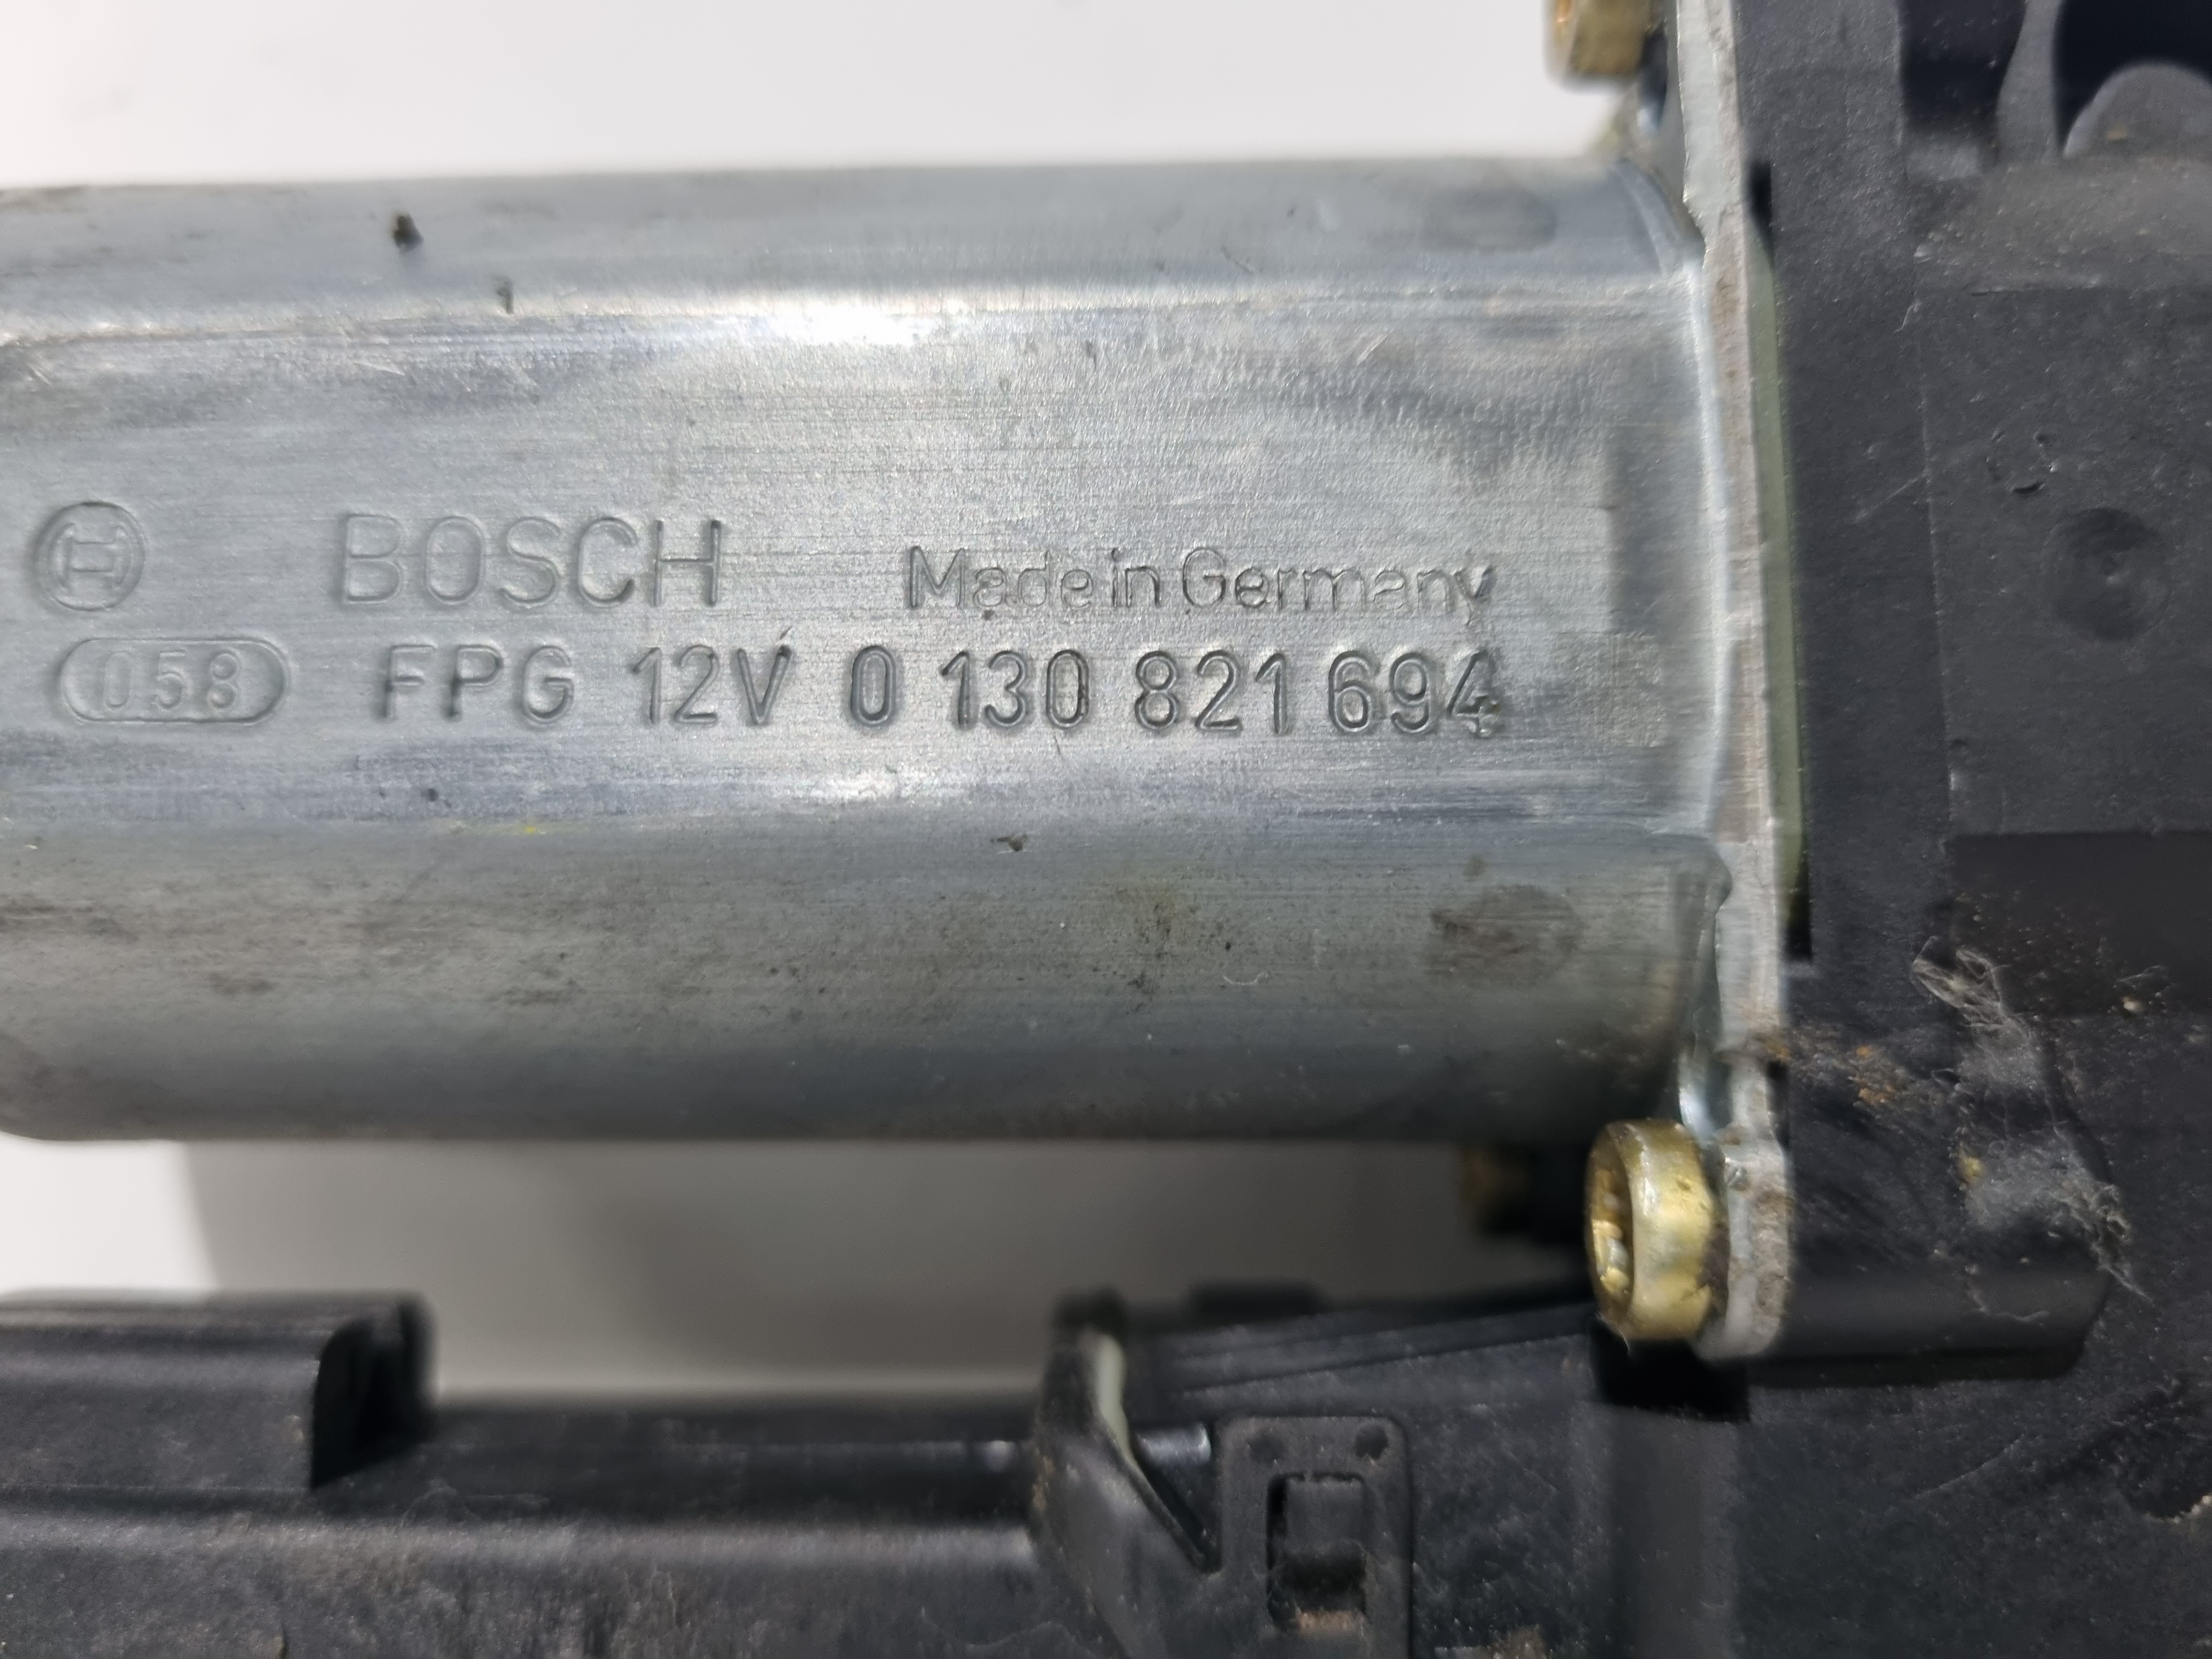 BOSCH Made in Germany
058 FPG 12V 0 130 821 694